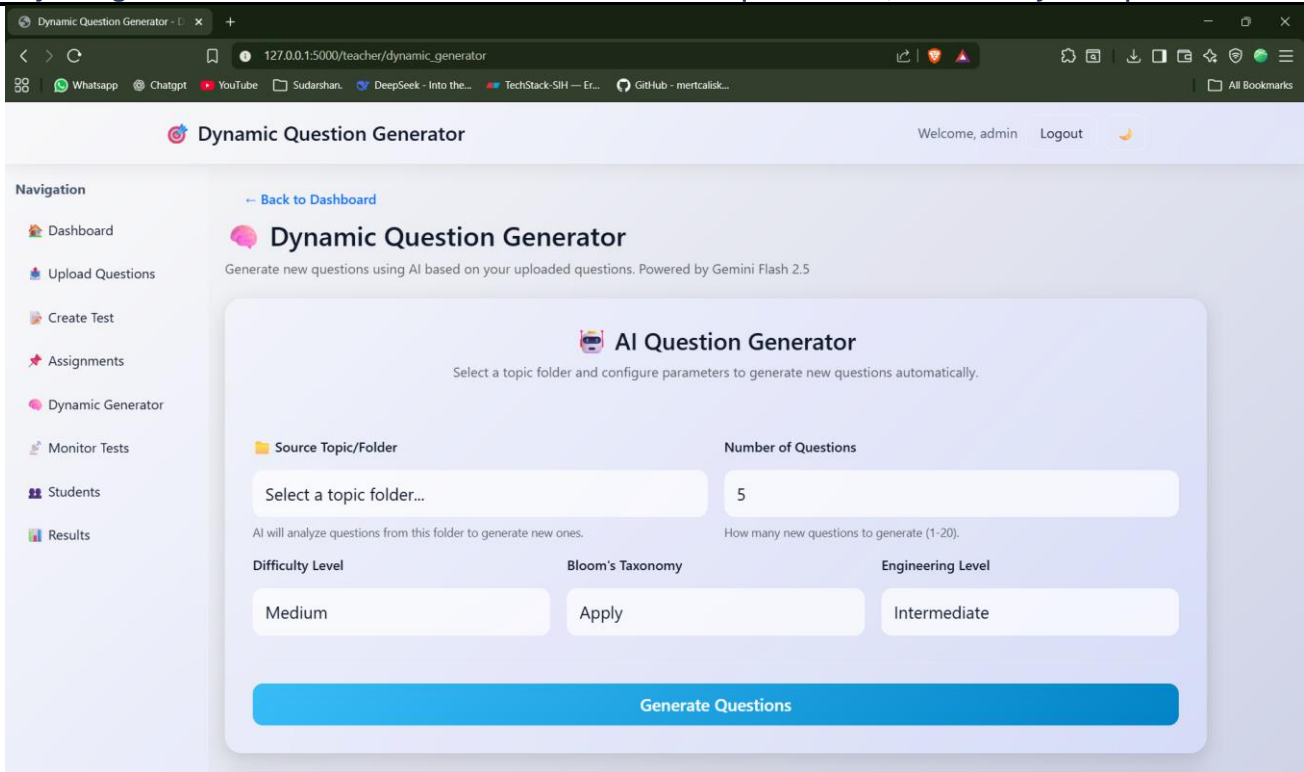 Dynamic Question Generator - D
127.0.0.1:5000/teacher/dynamic_generator
Whatsapp Chatgpt YouTube Sudarshan. DeepSeek - Into the... TechStack-SIH — Er... GitHub - mertcalisk... All Bookmarks
Dynamic Question Generator Welcome, admin Logout
Navigation
← Back to Dashboard
Dashboard
Dynamic Question Generator
Upload Questions
Generate new questions using AI based on your uploaded questions. Powered by Gemini Flash 2.5
Create Test
AI Question Generator
Assignments
Select a topic folder and configure parameters to generate new questions automatically.
Dynamic Generator
Monitor Tests
Source Topic/Folder Number of Questions
Students
Select a topic folder... 5
Results
AI will analyze questions from this folder to generate new ones. How many new questions to generate (1-20).
Difficulty Level Bloom's Taxonomy Engineering Level
Medium Apply Intermediate
Generate Questions